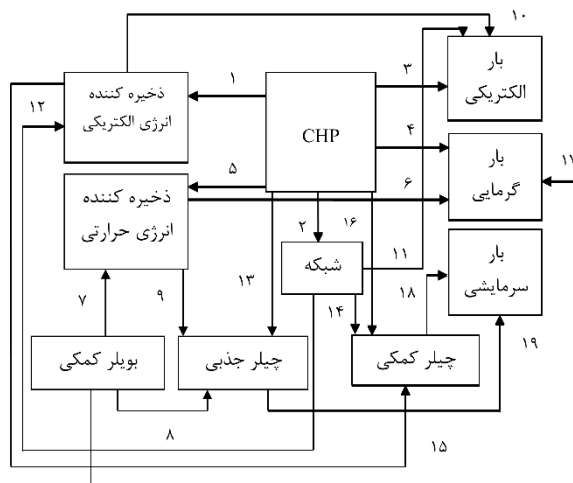 ۱۰
ذخیره کننده
انرژی الکتریکی
۱
CHP
۳
بار
الکتریکی
۱۲
۴
بار
گرمایی
۱۷
ذخیره کننده
انرژی حرارتی
۵
۶
۲
۱۶
شبکه
۱۱
بار
سرمایشی
۷
۹
۱۳
۱۴
۱۸
بویلر کمکی
چیلر جذبی
چیلر کمکی
۱۹
۸
۱۵